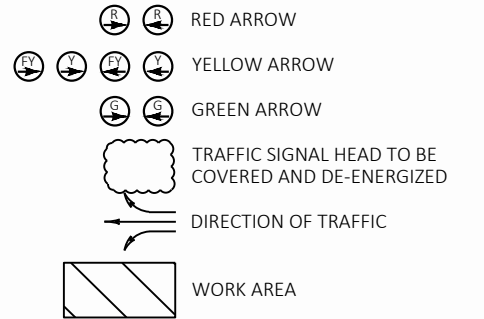 R R RED ARROW
FY Y FY Y YELLOW ARROW
G G GREEN ARROW
TRAFFIC SIGNAL HEAD TO BE
COVERED AND DE-ENERGIZED
DIRECTION OF TRAFFIC
WORK AREA